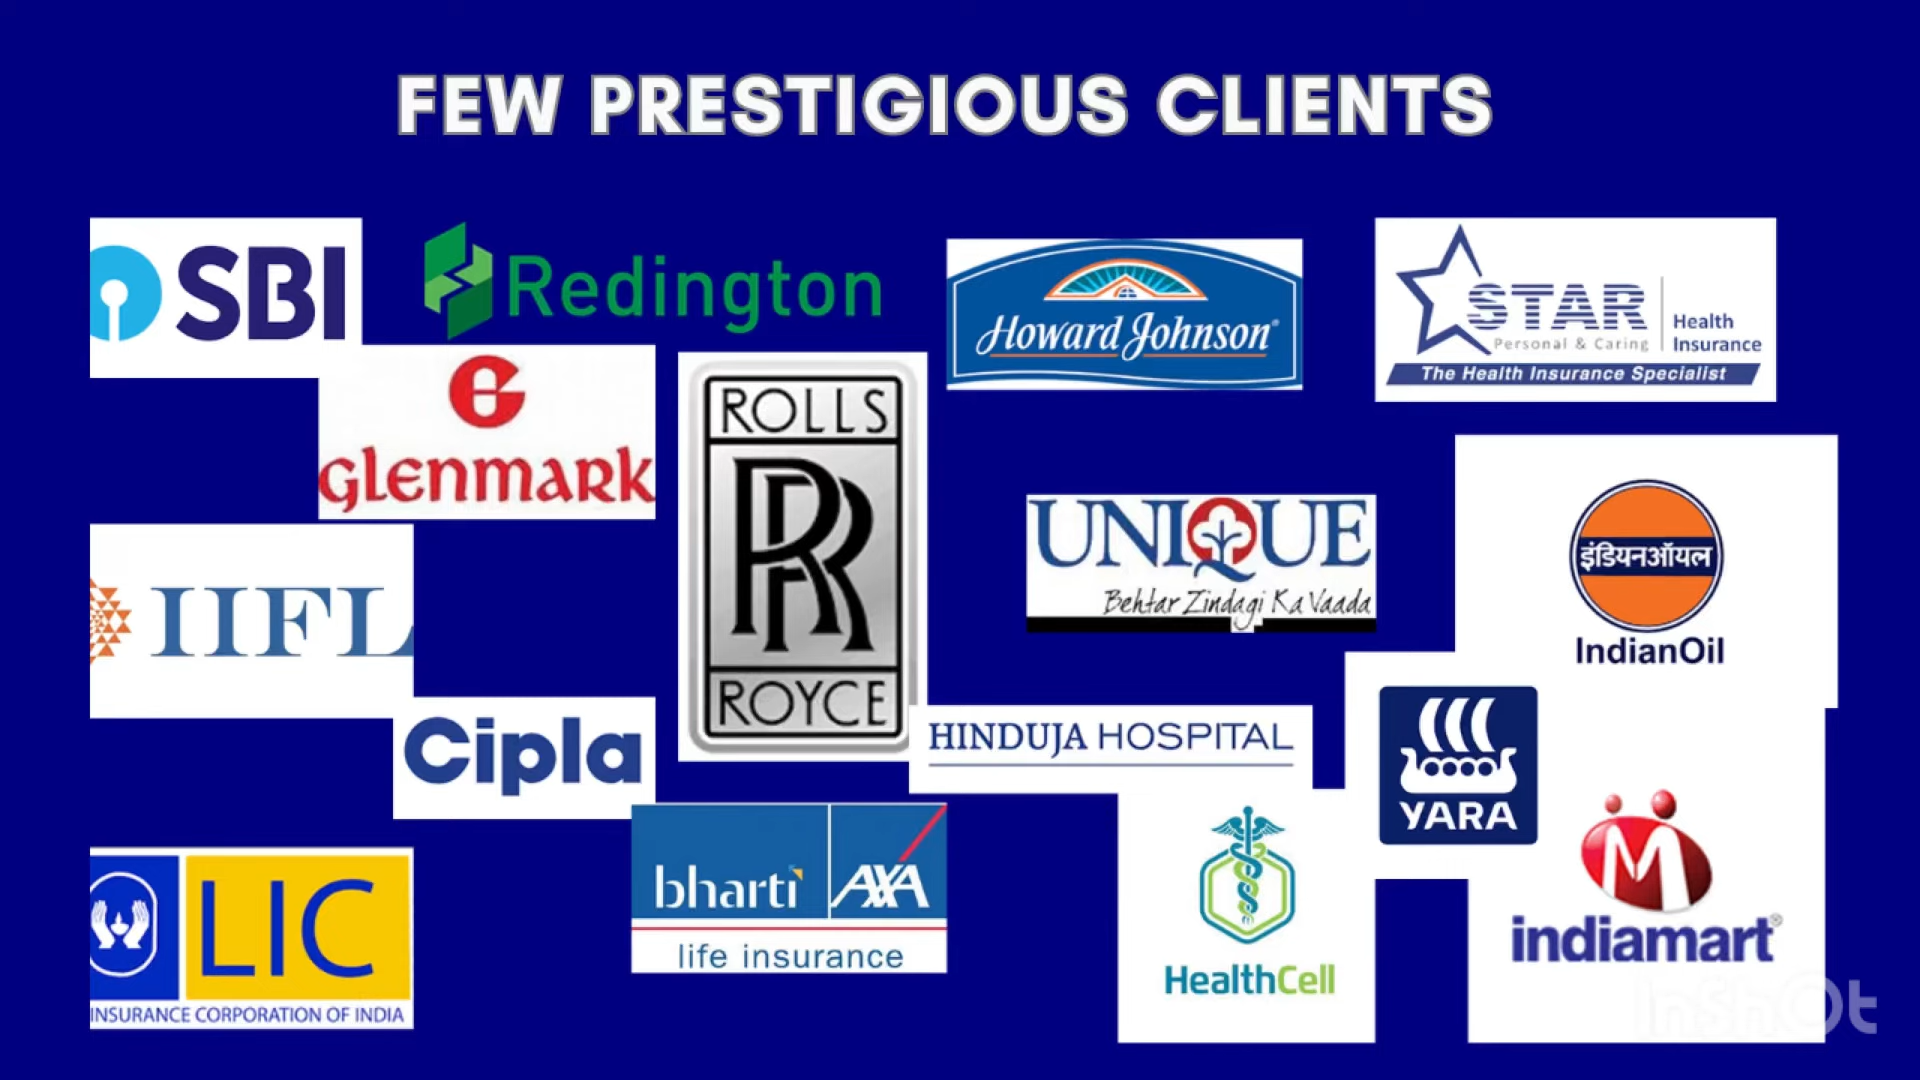 FEW PRESTIGIOUS CLIENTS
SBI
Redington
Howard Johnson®
STAR
Personal & Caring
Health
Insurance
The Health Insurance Specialist
GLENMARK
ROLLS
RR
ROYCE
UNIQUE
Behtar Zindagi Ka Vaada
इंडियनऑयल
IndianOil
IIFL
Cipla
HINDUJA HOSPITAL
YARA
bharti
AXA
life insurance
HealthCell
M
indiamart®
LIC
INSURANCE CORPORATION OF INDIA
InShOt